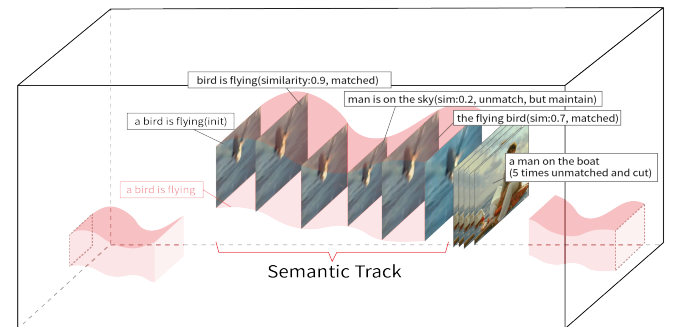 bird is flying(similarity:0.9, matched)
man is on the sky(sim:0.2, unmatch, but maintain)
a bird is flying(init)
the flying bird(sim:0.7, matched)
a man on the boat
(5 times unmatched and cut)
a bird is flying
Semantic Track